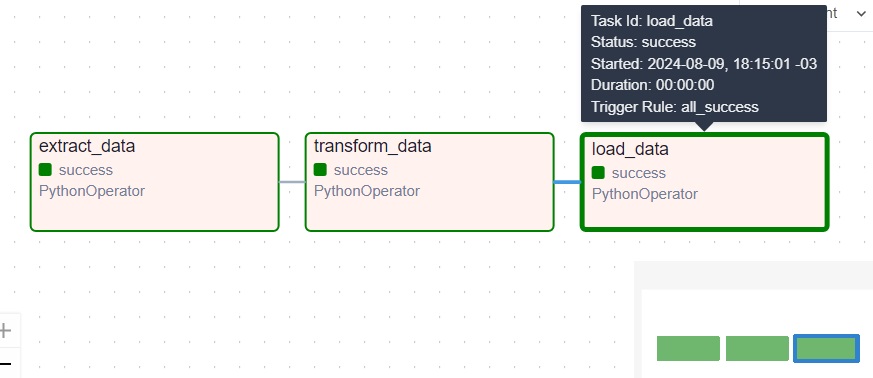 Task Id: load_data
Status: success
Started: 2024-08-09, 18:15:01 -03
Duration: 00:00:00
Trigger Rule: all_success
extract_data
success
PythonOperator
transform_data
success
PythonOperator
load_data
success
PythonOperator